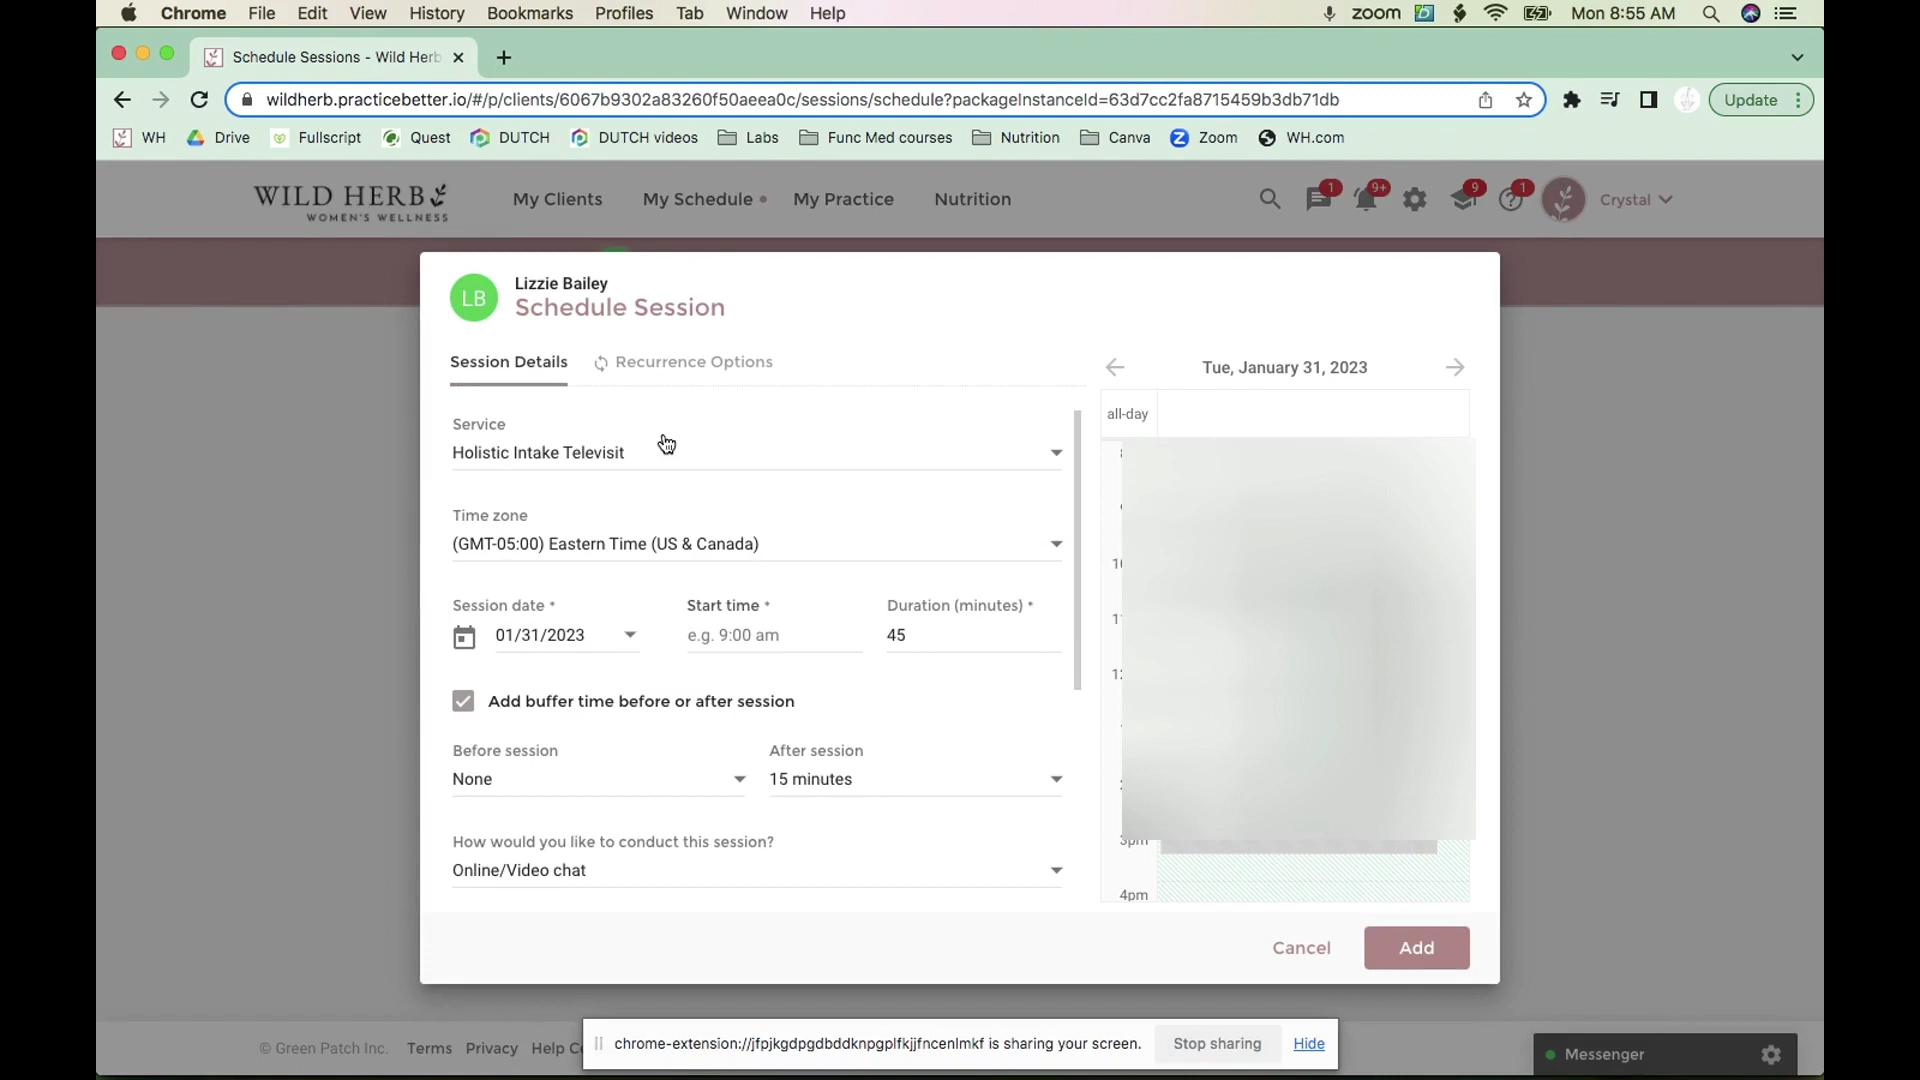 Chrome File Edit View History Bookmarks Profiles Tab Window Help zoom Mon 8:55 AM
Schedule Sessions - Wild Herb
wildherb.practicebetter.io/#/p/clients/6067b9302a83260f50aeea0c/sessions/schedule?packageInstanceId=63d7cc2fa8715459b3db71db Update
WH Drive Fullscript Quest DUTCH DUTCH videos Labs Func Med courses Nutrition Canva Zoom WH.com
WILD HERB
WOMEN'S WELLNESS
My Clients My Schedule My Practice Nutrition 1 9+ 9 1 Crystal
LB
Lizzie Bailey
Schedule Session
Session Details Recurrence Options
Tue, January 31, 2023
all-day
Service
Holistic Intake Televisit
Time zone
(GMT-05:00) Eastern Time (US & Canada)
Session date * Start time * Duration (minutes) *
01/31/2023 e.g. 9:00 am 45
Add buffer time before or after session
Before session After session
None 15 minutes
How would you like to conduct this session?
Online/Video chat
3pm
4pm
Cancel Add
© Green Patch Inc. Terms Privacy Help
chrome-extension://jfpjkgdpgdbddknpgplfkjjfncenlmkf is sharing your screen. Stop sharing Hide
Messenger